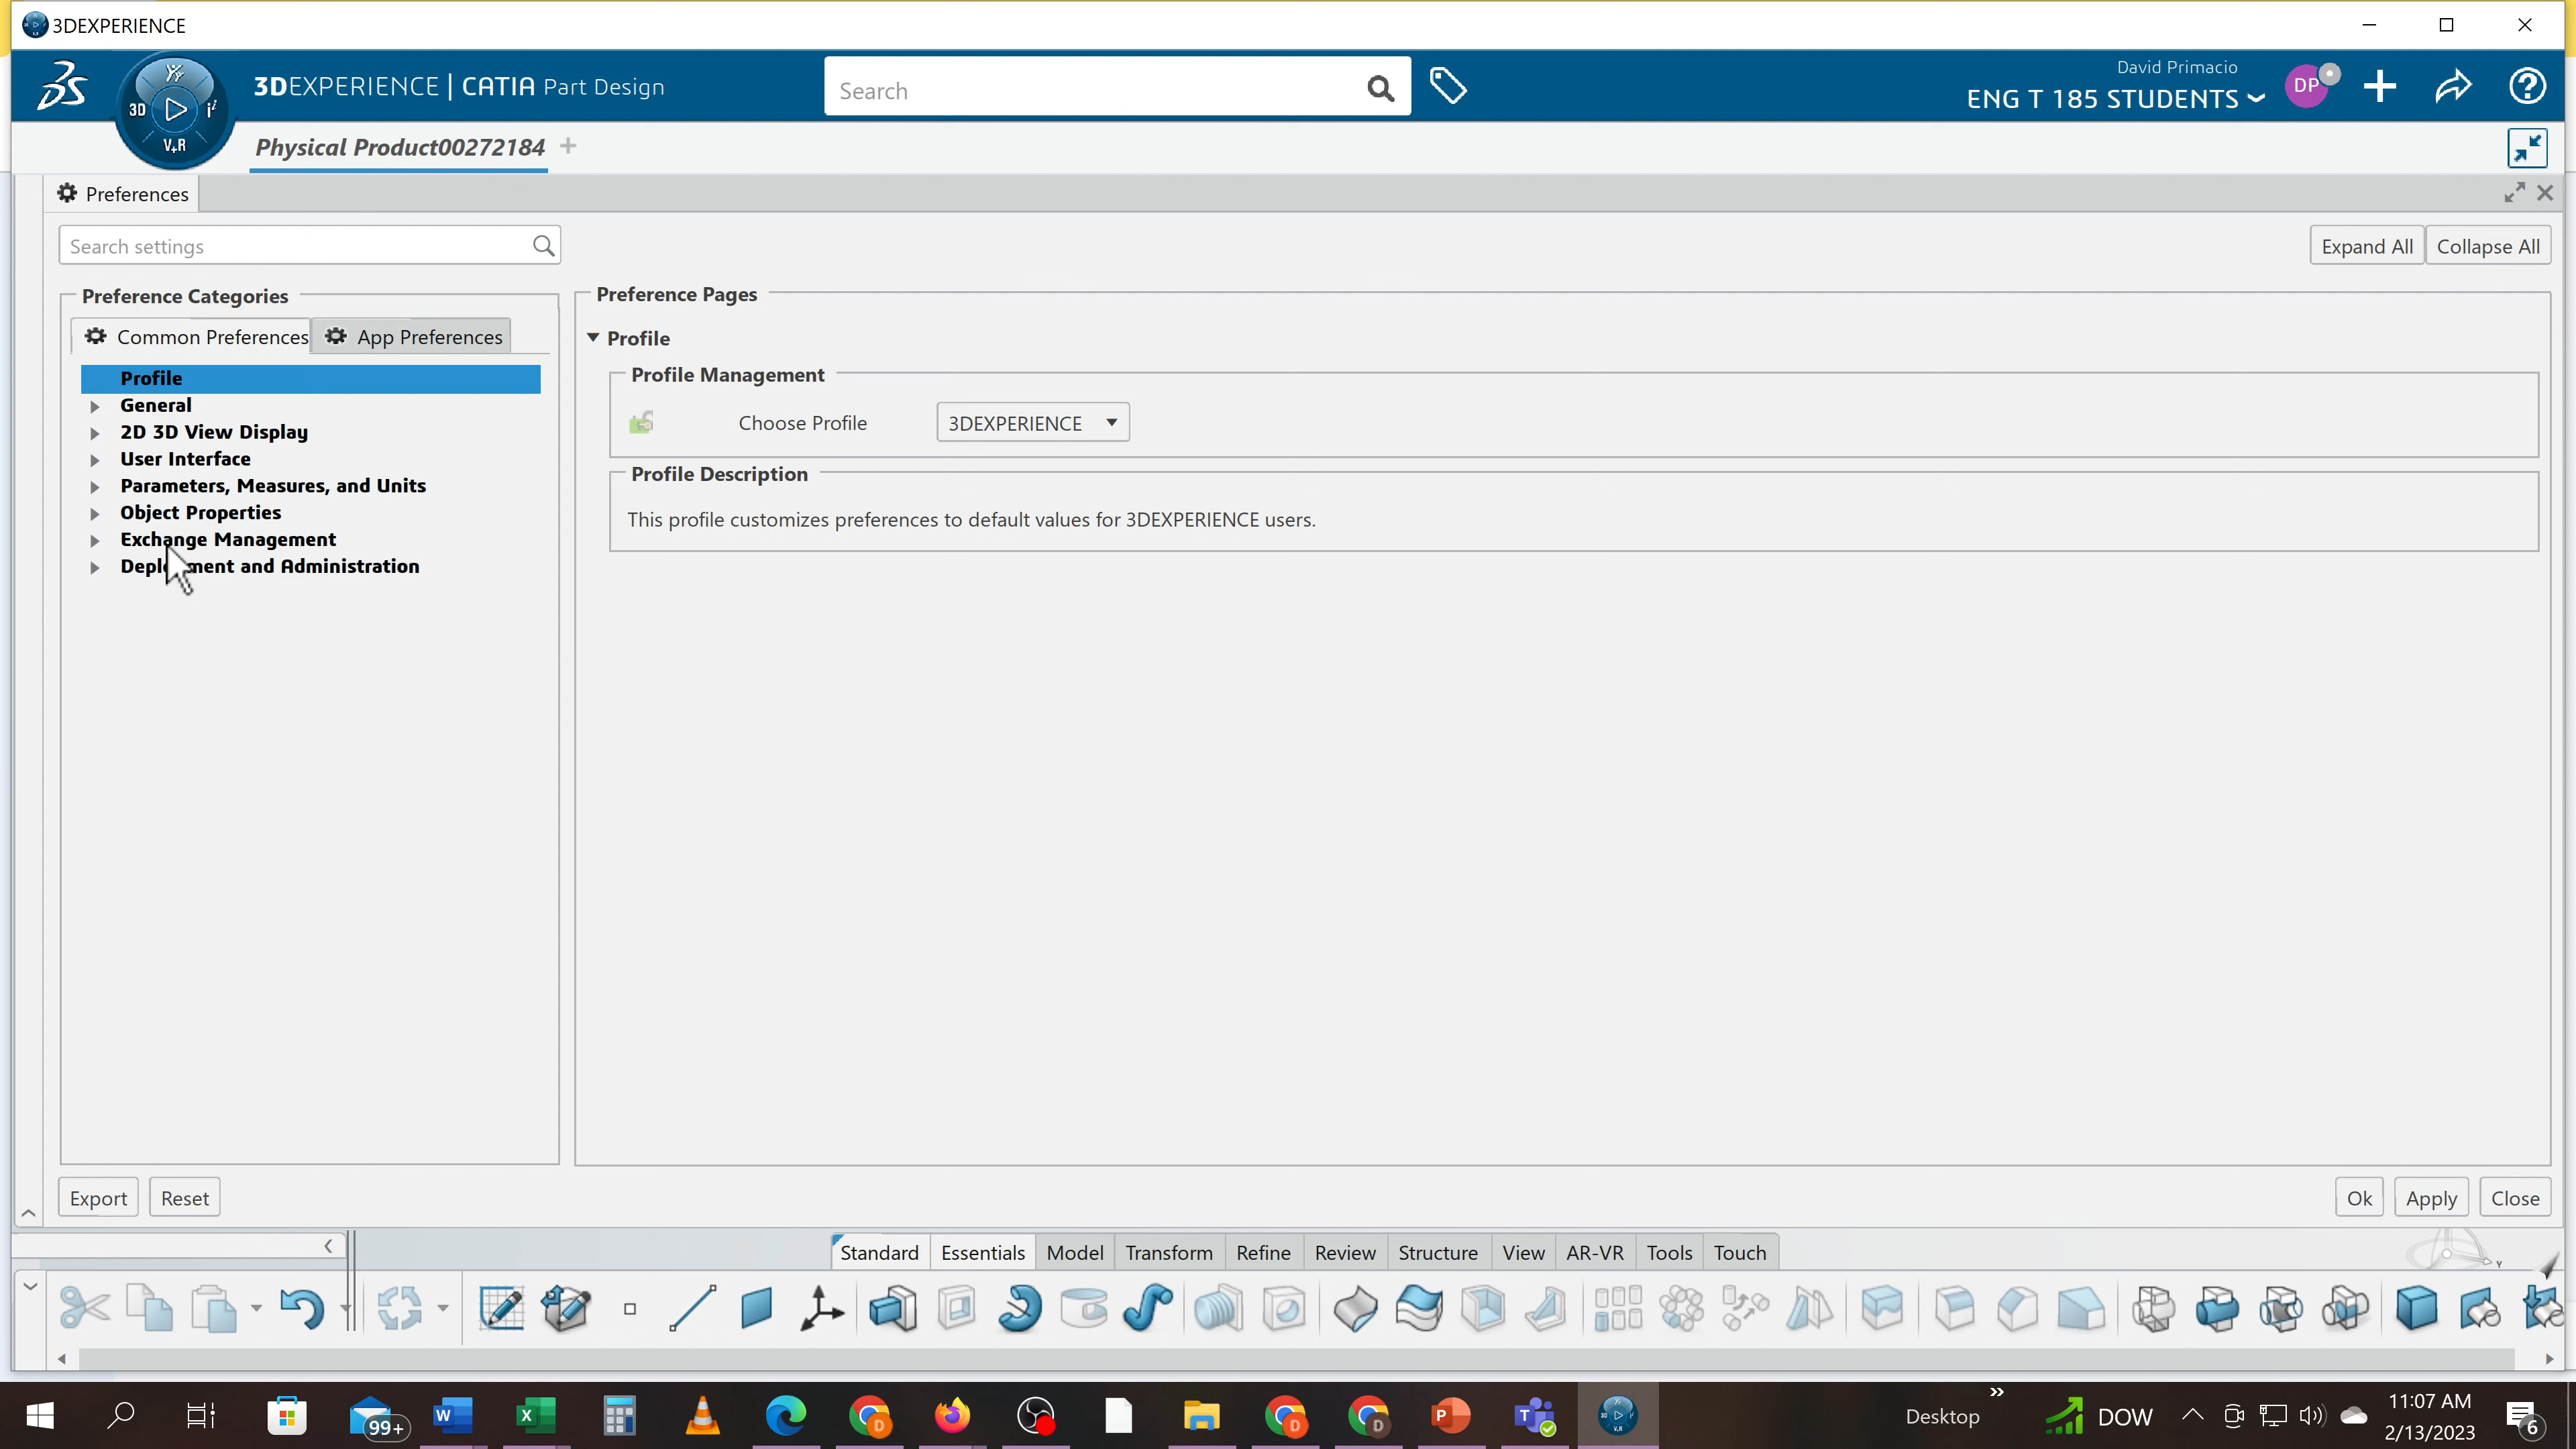 3DEXPERIENCE
3DEXPERIENCE | CATIA Part Design
Search
David Primacio
ENG T 185 STUDENTS
DP
3D
i²
V+R
Physical Product00272184 +
Preferences
Search settings
Expand All
Collapse All
Preference Categories
Common Preferences
App Preferences
Profile
General
2D 3D View Display
User Interface
Parameters, Measures, and Units
Object Properties
Exchange Management
Preference Pages
Profile
Profile Management
Choose Profile
3DEXPERIENCE
Profile Description
This profile customizes preferences to default values for 3DEXPERIENCE users.
and Administration
Export
Reset
Ok
Apply
Close
Standard
Essentials
Model
Transform
Refine
Review
Structure
View
AR-VR
Tools
Touch
Y
99+
W
X
D
D
D
P
T
Desktop
DOW
11:07 AM
2/13/2023
6